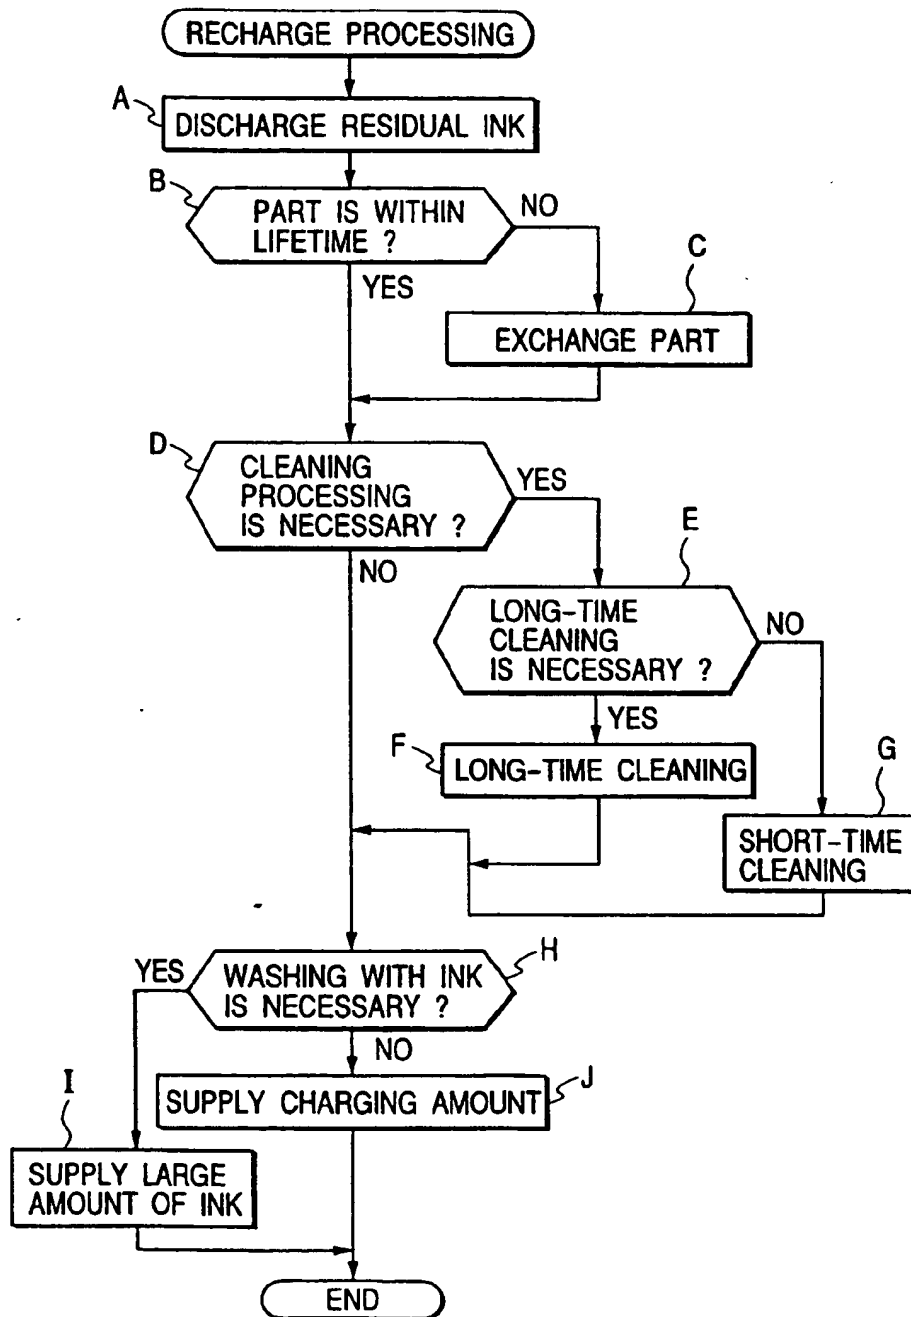 RECHARGE PROCESSING
A
DISCHARGE RESIDUAL INK
B
PART IS WITHIN
LIFETIME ?
NO
YES
C
EXCHANGE PART
D
CLEANING
PROCESSING
IS NECESSARY ?
YES
NO
E
LONG-TIME
CLEANING
IS NECESSARY ?
NO
YES
F
LONG-TIME CLEANING
G
SHORT-TIME
CLEANING
H
WASHING WITH INK
IS NECESSARY ?
YES
NO
J
SUPPLY CHARGING AMOUNT
I
SUPPLY LARGE
AMOUNT OF INK
END